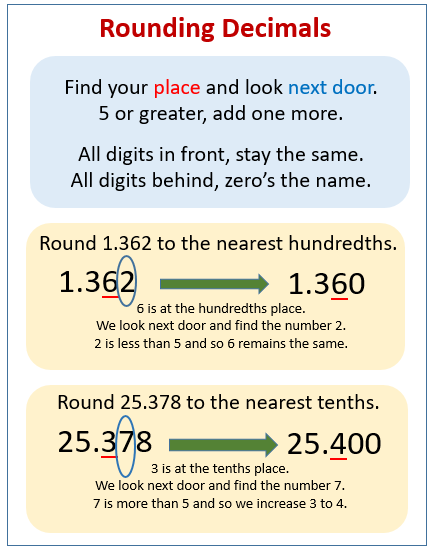 Rounding Decimals
Find your place and look next door.
5 or greater, add one more.
All digits in front, stay the same.
All digits behind, zero's the name.
Round 1.362 to the nearest hundredths.
1.362 1.360
6 is at the hundredths place.
We look next door and find the number 2.
2 is less than 5 and so 6 remains the same.
Round 25.378 to the nearest tenths.
25.378 25.400
3 is at the tenths place.
We look next door and find the number 7.
7 is more than 5 and so we increase 3 to 4.